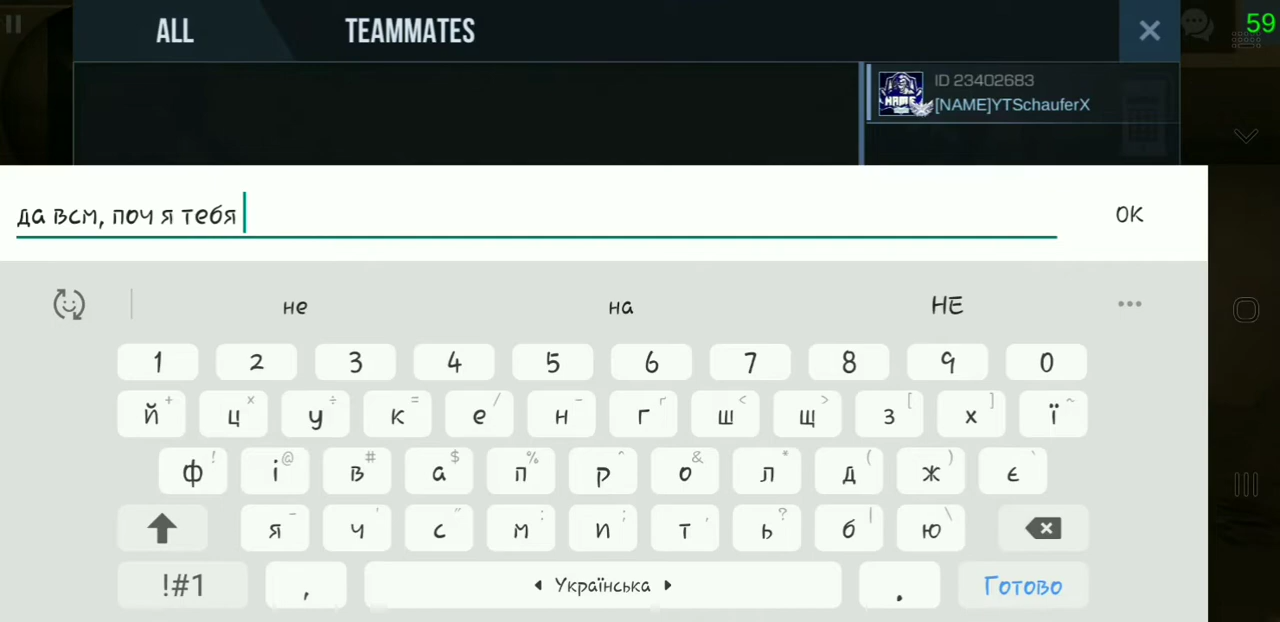 ALL
TEAMMATES
59
ID 23402683
[NAME]YTSchauferX
да всм, поч я тебя
ОК
не
на
НЕ
1 2 3 4 5 6 7 8 9 0
й + ц × у ÷ к = е / н - г ґ ш < щ > з [ х ] ї ~
ф ! і @ в # а $ п % р ^ о & л * д ( ж ) є `
я - ч ' с " м : и ; т , ь ? б | ю \
!#1 , Українська . Готово